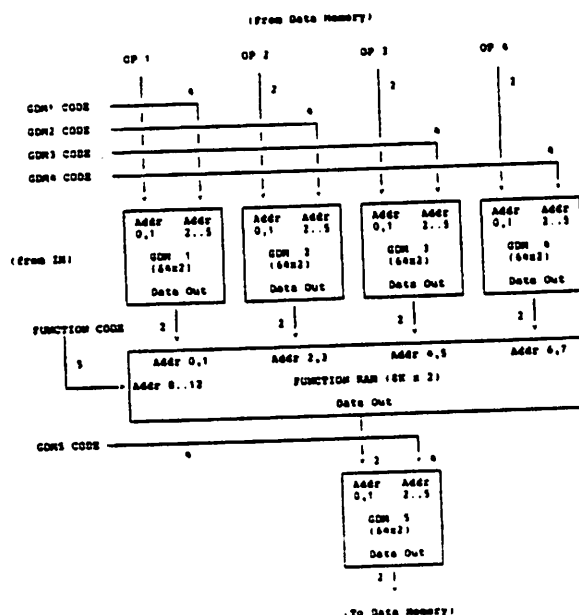 (From Data Memory)
OP 1 OP 2 OP 3 OP 4
2 2 2
4
GDM1 CODE
4
GDM2 CODE
4
GDM3 CODE
4
GDM4 CODE
Addr 0,1 Addr 2..5
GDM 1
(64x2)
Data Out
Addr 0,1 Addr 2..5
GDM 2
(64x2)
Data Out
Addr 0,1 Addr 2..5
GDM 3
(64x2)
Data Out
Addr 0,1 Addr 2..5
GDM 4
(64x2)
Data Out
(from IM)
2 2 2 2
FUNCTION CODE
5
Addr 0,1 Addr 2,3 Addr 4,5 Addr 6,7
Addr 8..12 FUNCTION RAM (8K x 2)
Data Out
GDM5 CODE
4
2 4
Addr 0,1 Addr 2..5
GDM 5
(64x2)
Data Out
2
(To Data Memory)